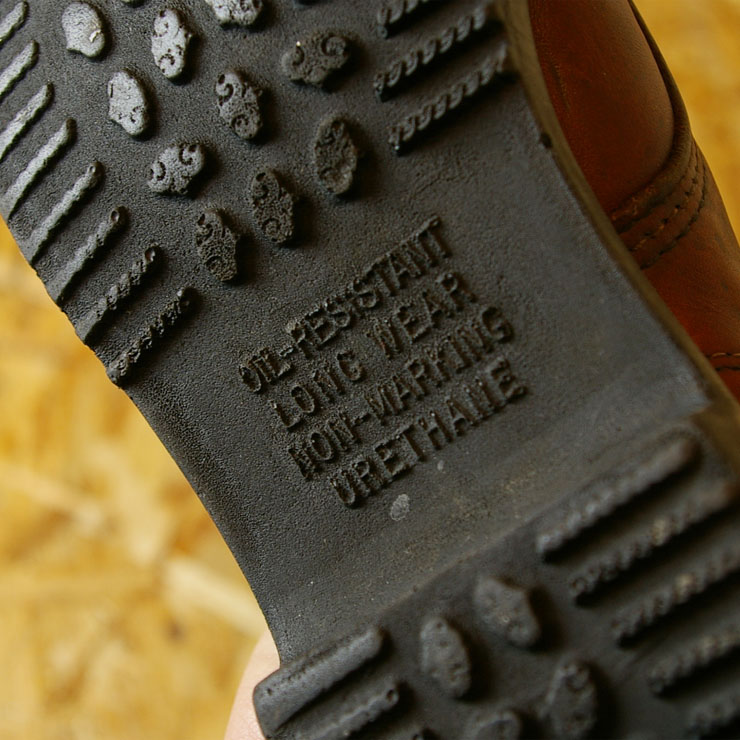 OIL-RESISTANT
LONG WEAR
NON-MARKING
URETHANE